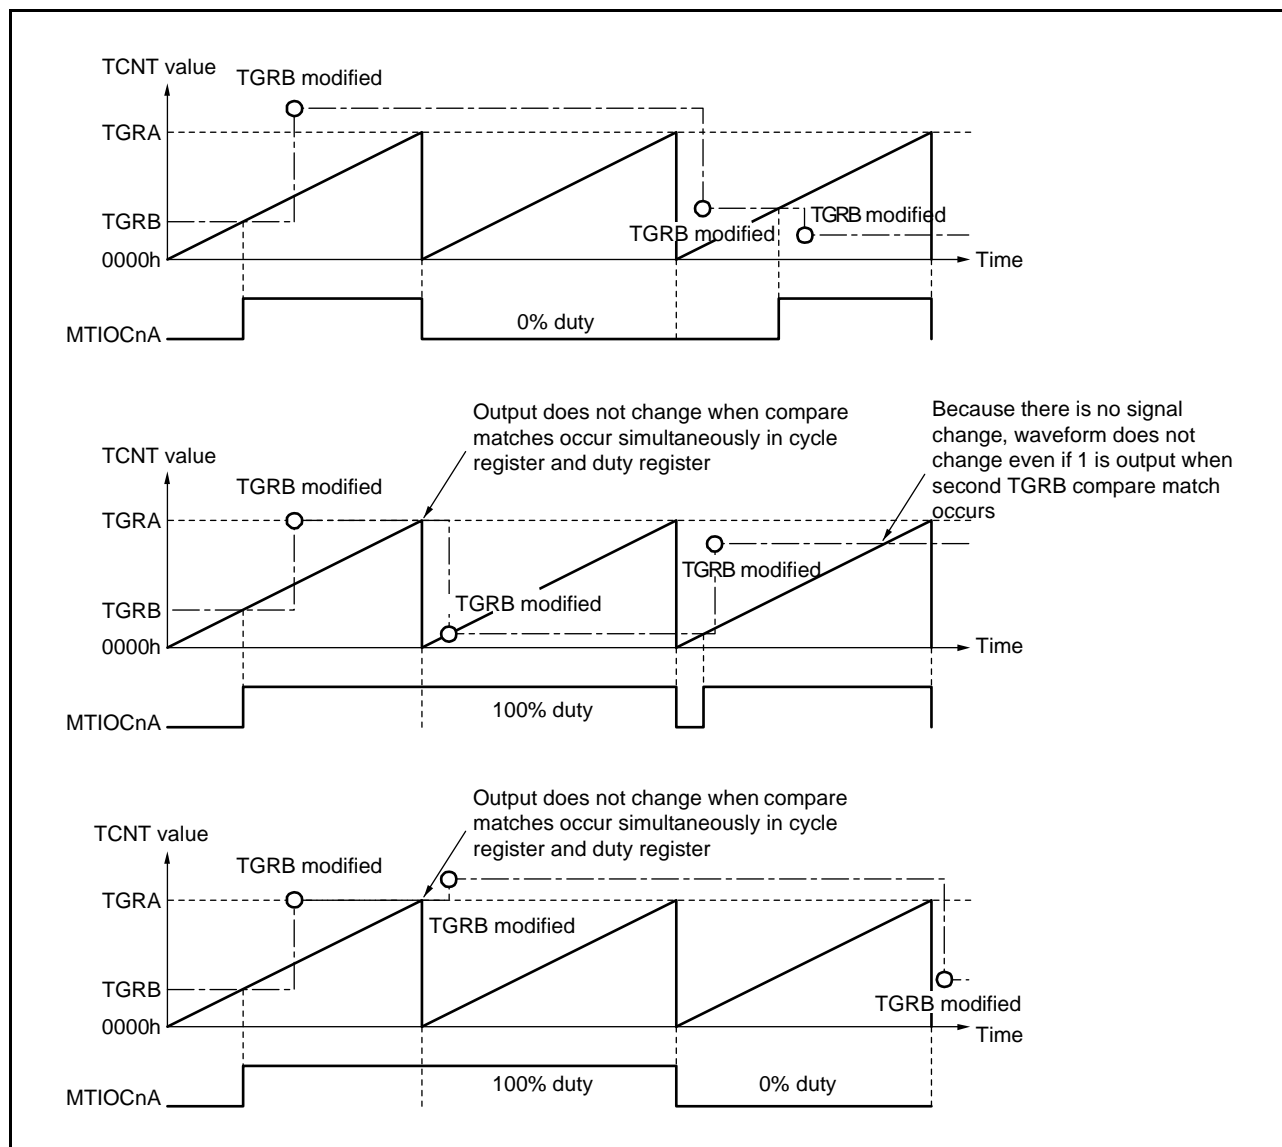 TCNT value
TGRB modified
TGRA
TGRB
TGRB modified
TGRB modified
0000h
Time
0% duty
MTIOCnA
Output does not change when compare
matches occur simultaneously in cycle
register and duty register
Because there is no signal
change, waveform does not
change even if 1 is output when
second TGRB compare match
occurs
TCNT value
TGRB modified
TGRA
TGRB modified
TGRB
TGRB modified
0000h
Time
100% duty
MTIOCnA
Output does not change when compare
matches occur simultaneously in cycle
register and duty register
TCNT value
TGRB modified
TGRA
TGRB modified
TGRB
TGRB modified
0000h
Time
100% duty
0% duty
MTIOCnA